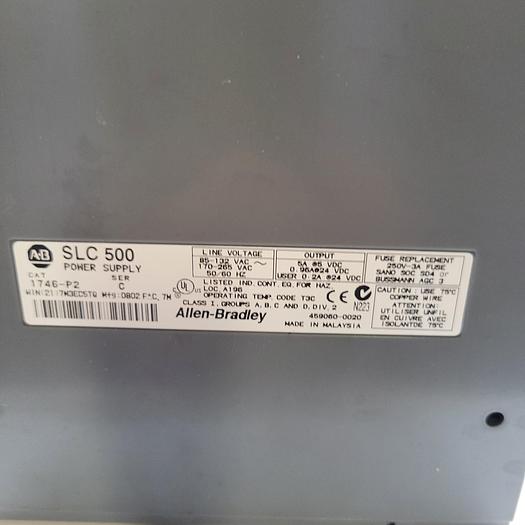 AB SLC 500
POWER SUPPLY
CAT SER
1746-P2 C
LINE VOLTAGE
85-132 VAC ~
170-265 VAC
50/60 HZ
OUTPUT
5A @5 VDC
0.96A@24 VDC
USER 0.2A @24 VDC
FUSE REPLACEMENT
250V-3A FUSE
SANO SOC SD4 or
BUSSMANN AGC 3
UL LISTED IND. CONT. EQ. FOR HAZ.
LOC. A196
OPERATING TEMP. CODE T3C
CLASS I, GROUPS A, B, C AND D, DIV. 2
CE N223
CAUTION : USE 75°C
COPPER WIRE
ATTENTION :
UTILISER UNFIL
EN CUIVRE AVEC
ISOLANTDE 75°C
Allen-Bradley
459060-0020
MADE IN MALAYSIA